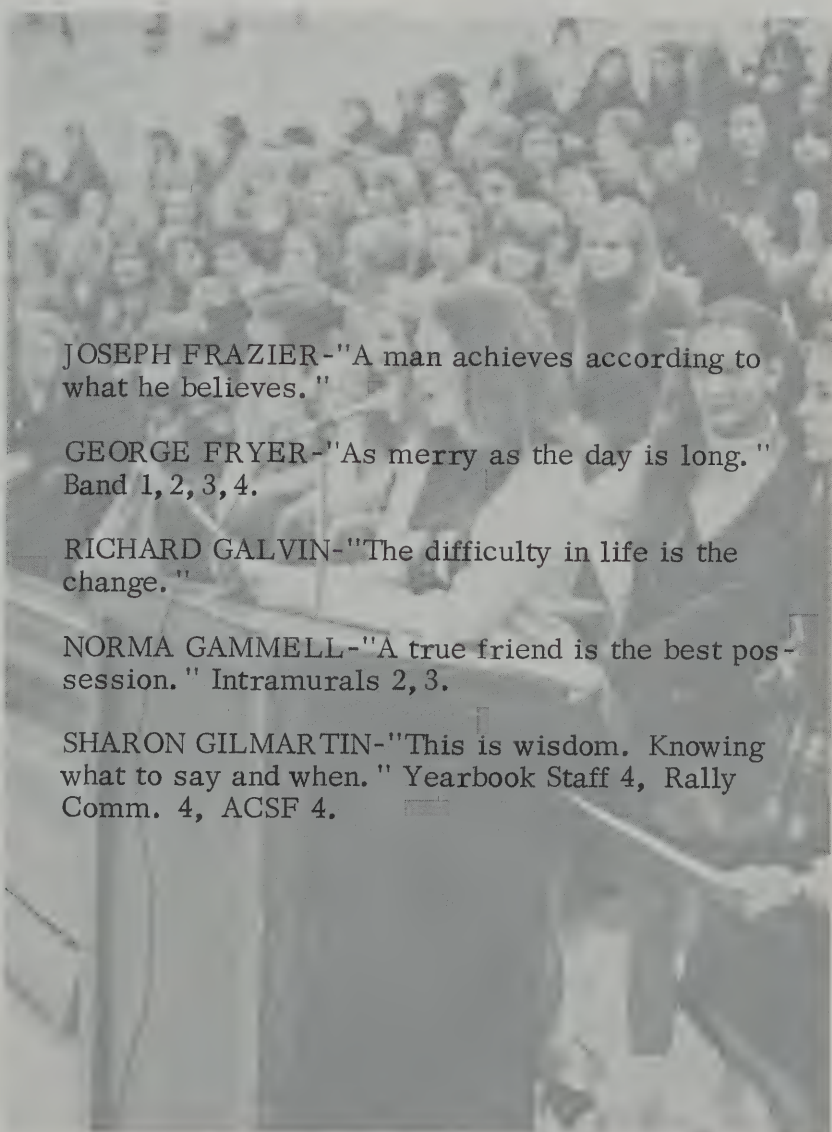 JOSEPH FRAZIER-"A man achieves according to
what he believes."
GEORGE FRYER-"As merry as the day is long."
Band 1, 2, 3, 4.
RICHARD GALVIN-"The difficulty in life is the
change."
NORMA GAMMELL-"A true friend is the best pos-
session." Intramurals 2, 3.
SHARON GILMARTIN-"This is wisdom. Knowing
what to say and when." Yearbook Staff 4, Rally
Comm. 4, ACSF 4.